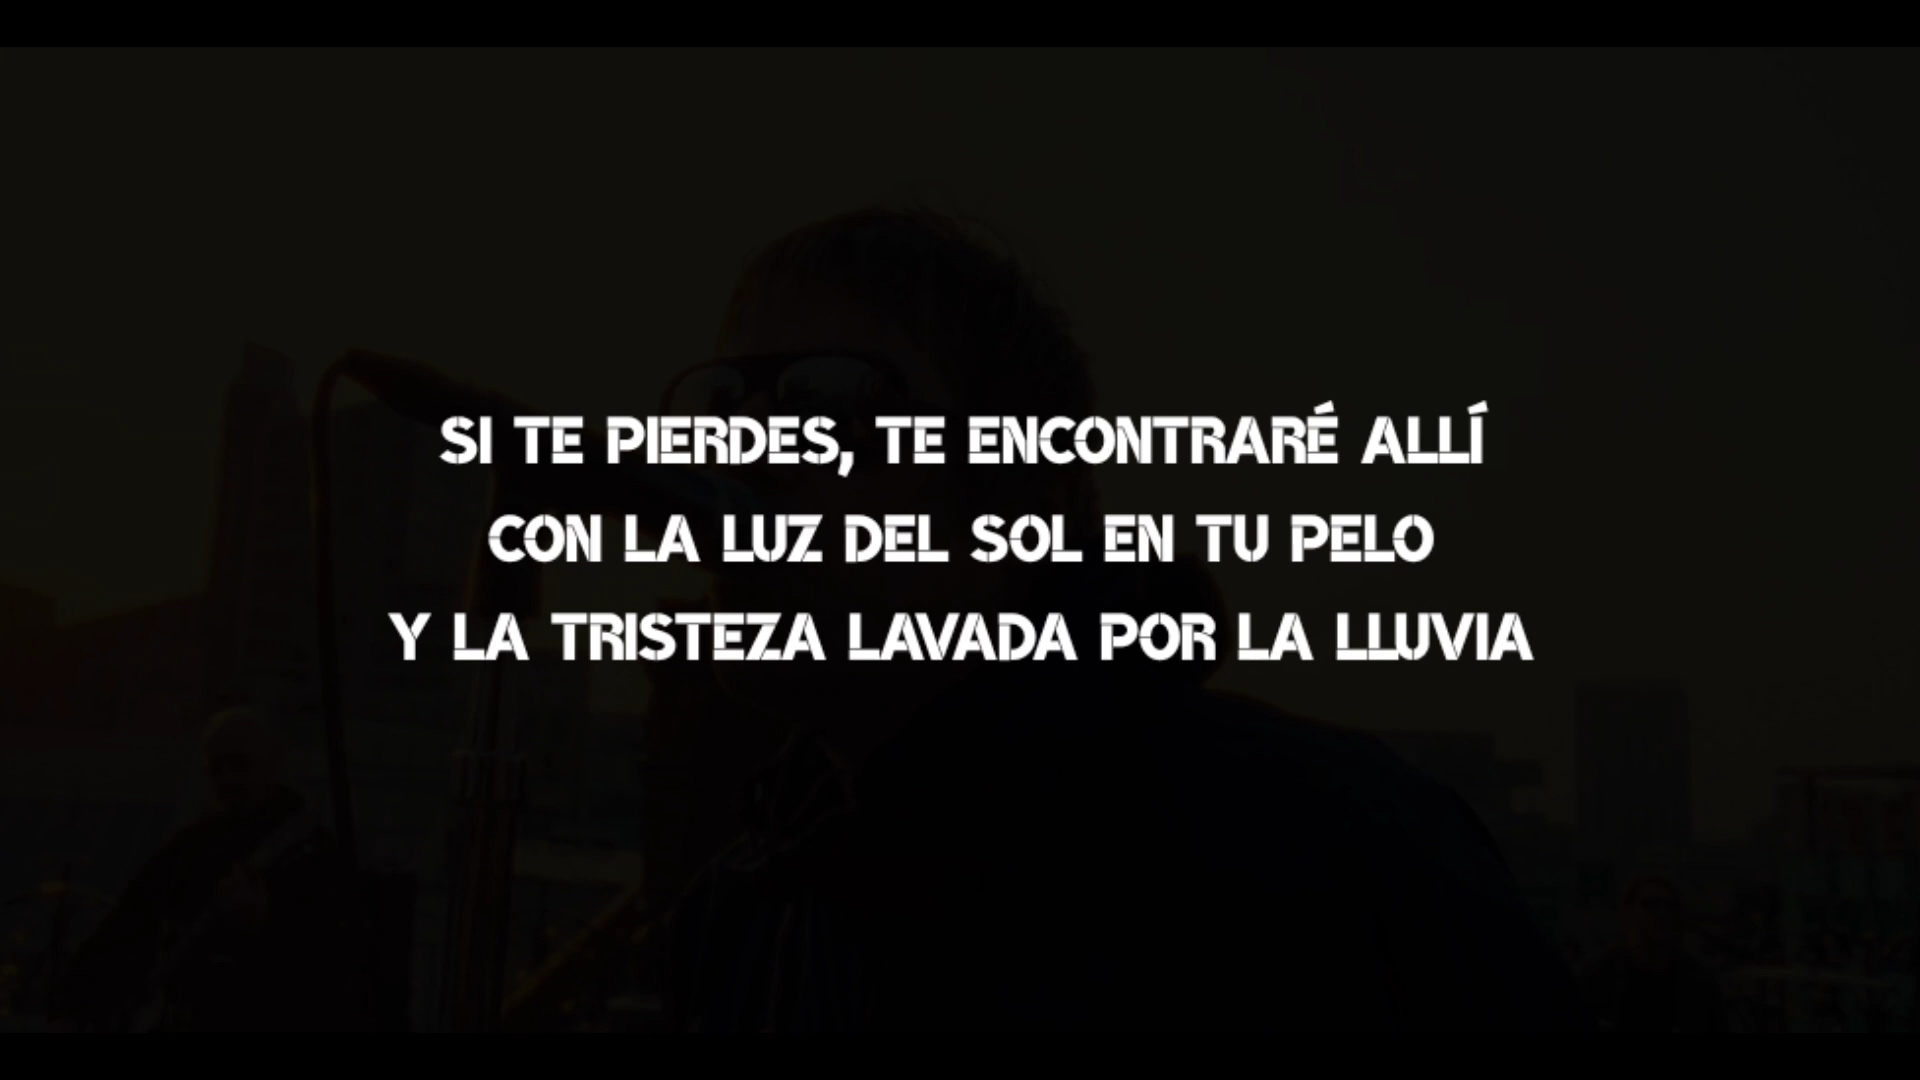 SI TE PIERDES, TE ENCONTRARÉ ALLÍ
CON LA LUZ DEL SOL EN TU PELO
Y LA TRISTEZA LAVADA POR LA LLUVIA